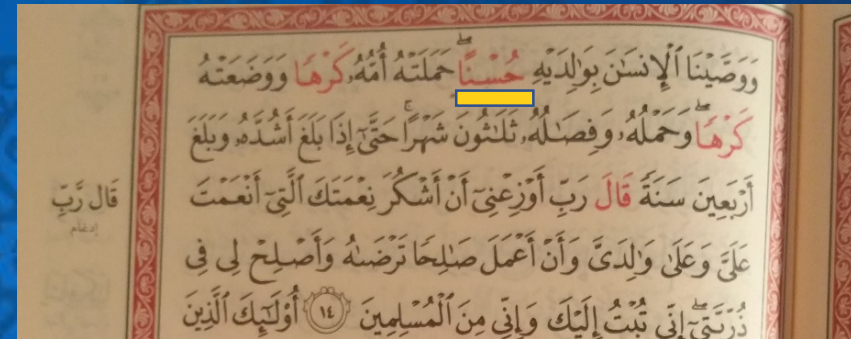 وَوَصَّيْنَا ٱلْإِنسَٰنَ بِوَٰلِدَيْهِ حُسْنًاۖ حَمَلَتْهُ أُمُّهُۥ كَرْهًا وَوَضَعَتْهُ
كَرْهًاۖ وَحَمْلُهُۥ وَفِصَٰلُهُۥ ثَلَٰثُونَ شَهْرًاۚ حَتَّىٰٓ إِذَا بَلَغَ أَشُدَّهُۥ وَبَلَغَ
أَرْبَعِينَ سَنَةً قَالَ رَبِّ أَوْزِعْنِىٓ أَنْ أَشْكُرَ نِعْمَتَكَ ٱلَّتِىٓ أَنْعَمْتَ
عَلَىَّ وَعَلَىٰ وَٰلِدَىَّ وَأَنْ أَعْمَلَ صَٰلِحًا تَرْضَىٰهُ وَأَصْلِحْ لِى فِى
ذُرِّيَّتِىٓۖ إِنِّى تُبْتُ إِلَيْكَ وَإِنِّى مِنَ ٱلْمُسْلِمِينَ ١٤ أُو۟لَٰٓئِكَ ٱلَّذِينَ
قَال رَّبِّ
إدغام